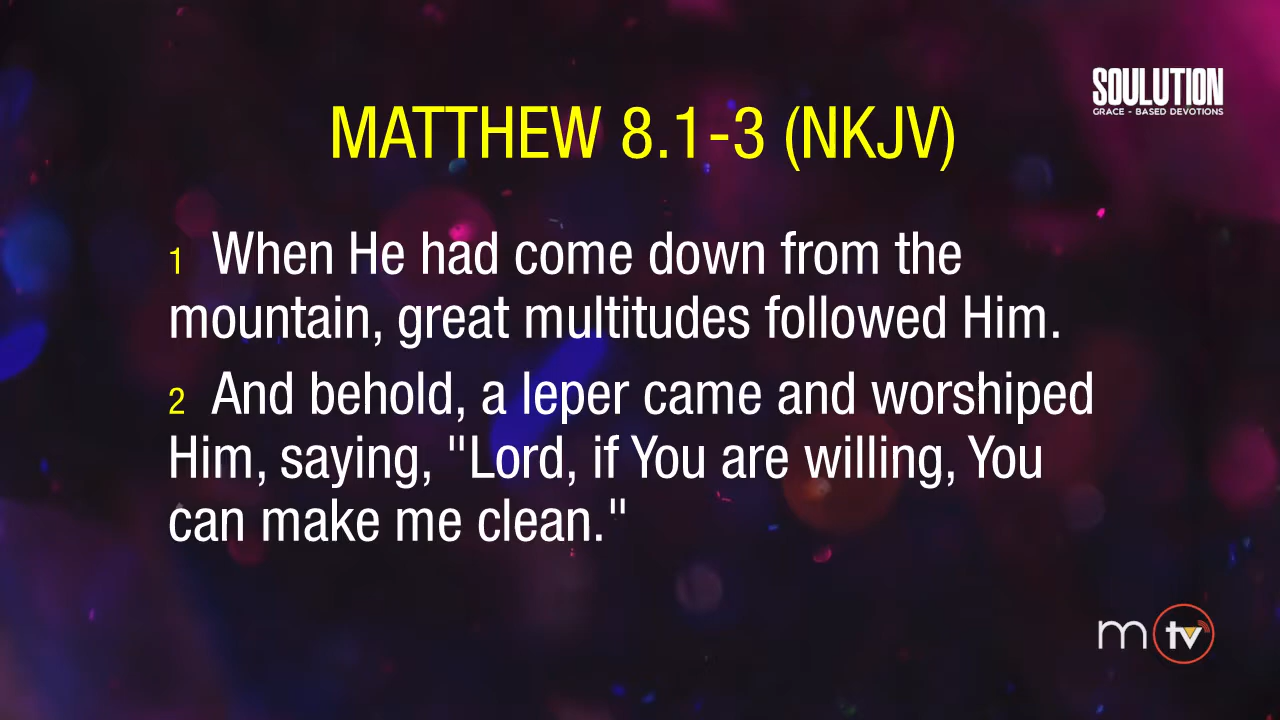 SOULUTION
GRACE - BASED DEVOTIONS
MATTHEW 8.1-3 (NKJV)
1 When He had come down from the
mountain, great multitudes followed Him.
2 And behold, a leper came and worshiped
Him, saying, "Lord, if You are willing, You
can make me clean."
m tv